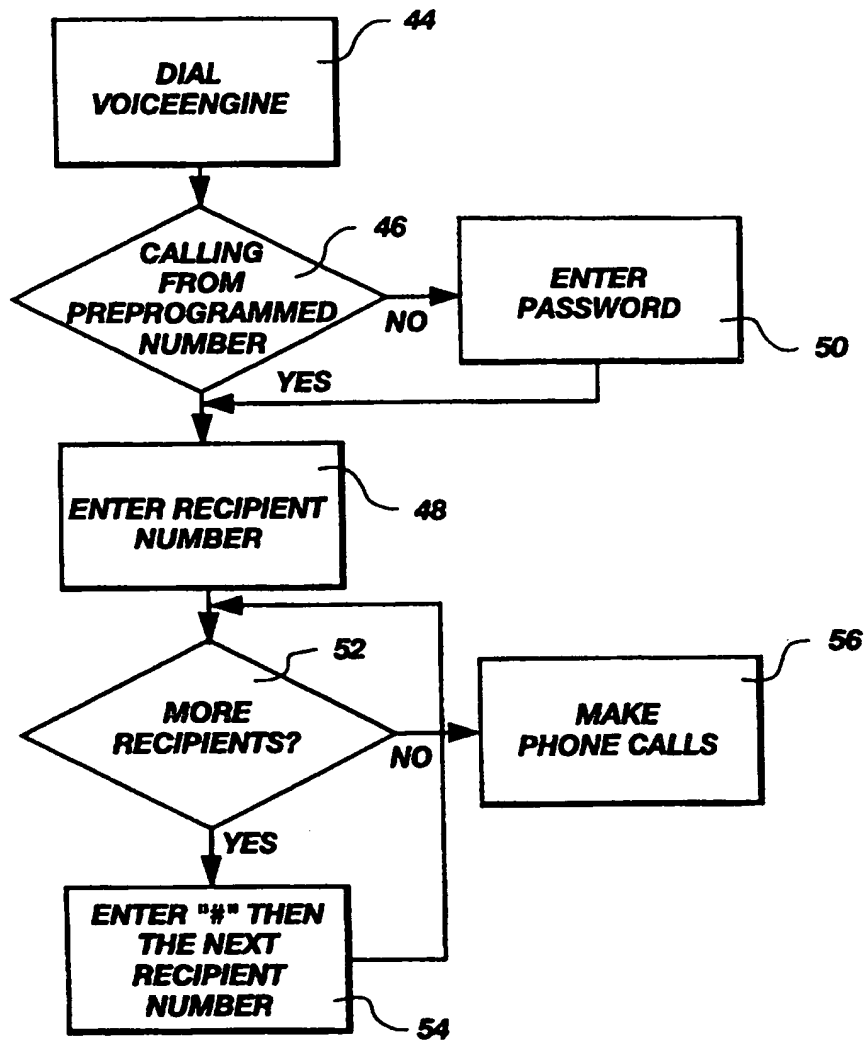 44
DIAL
VOICEENGINE
46
CALLING
FROM
PREPROGRAMMED
NUMBER
NO
ENTER
PASSWORD
50
YES
ENTER RECIPIENT
NUMBER
48
52
MORE
RECIPIENTS?
NO
56
MAKE
PHONE CALLS
YES
ENTER "#" THEN
THE NEXT
RECIPIENT
NUMBER
54